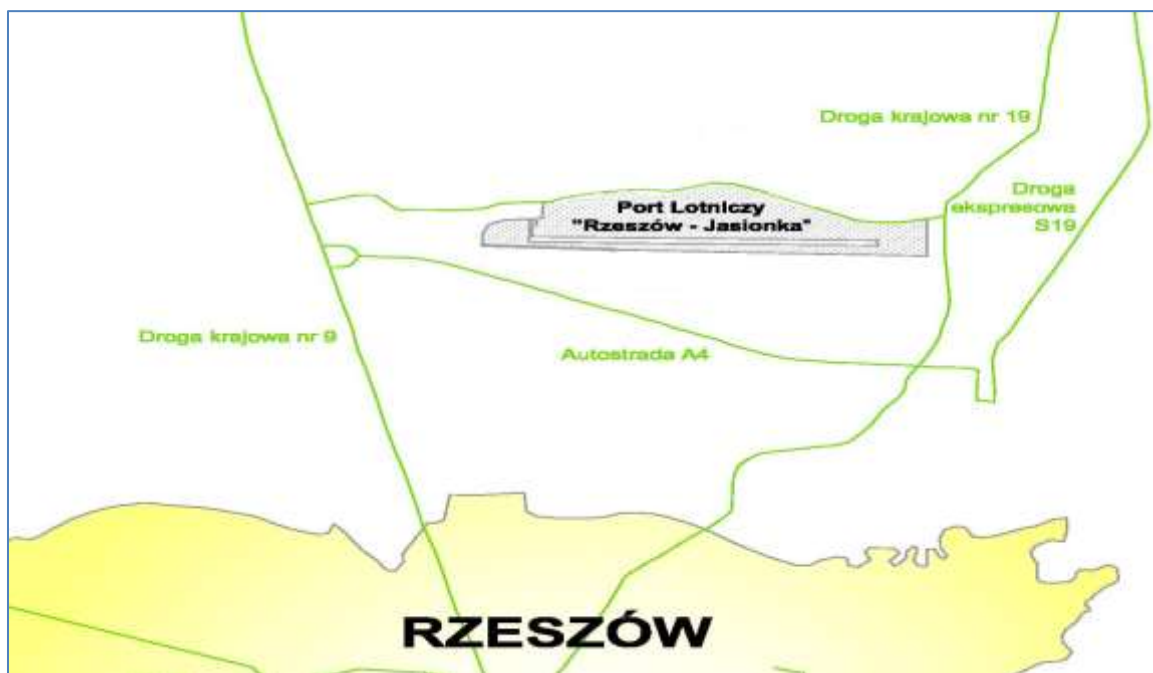 Droga krajowa nr 19
Droga
ekspresowa
S19
Port Lotniczy
"Rzeszów - Jasionka"
Droga krajowa nr 9
Autostrada A4
RZESZÓW